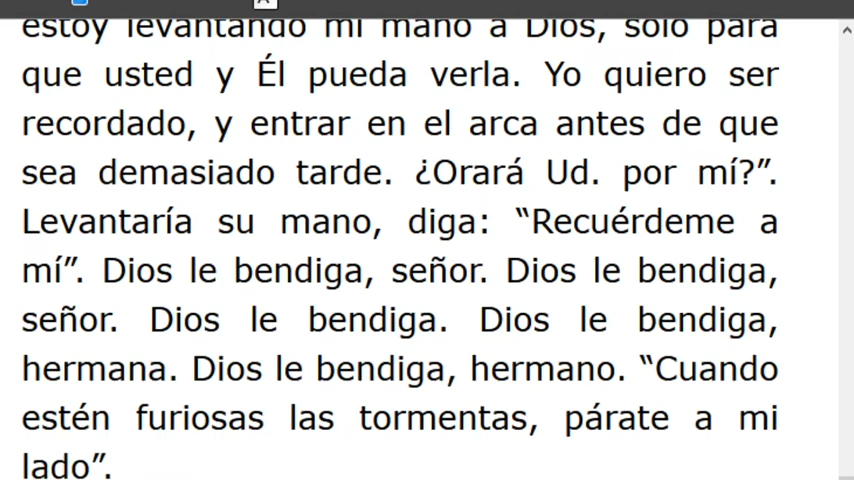 estoy levantando mi mano a Dios, sólo para
que usted y Él pueda verla. Yo quiero ser
recordado, y entrar en el arca antes de que
sea demasiado tarde. ¿Orará Ud. por mí?”.
Levantaría su mano, diga: “Recuérdeme a
mí”. Dios le bendiga, señor. Dios le bendiga,
señor. Dios le bendiga. Dios le bendiga,
hermana. Dios le bendiga, hermano. “Cuando
estén furiosas las tormentas, párate a mi
lado”.